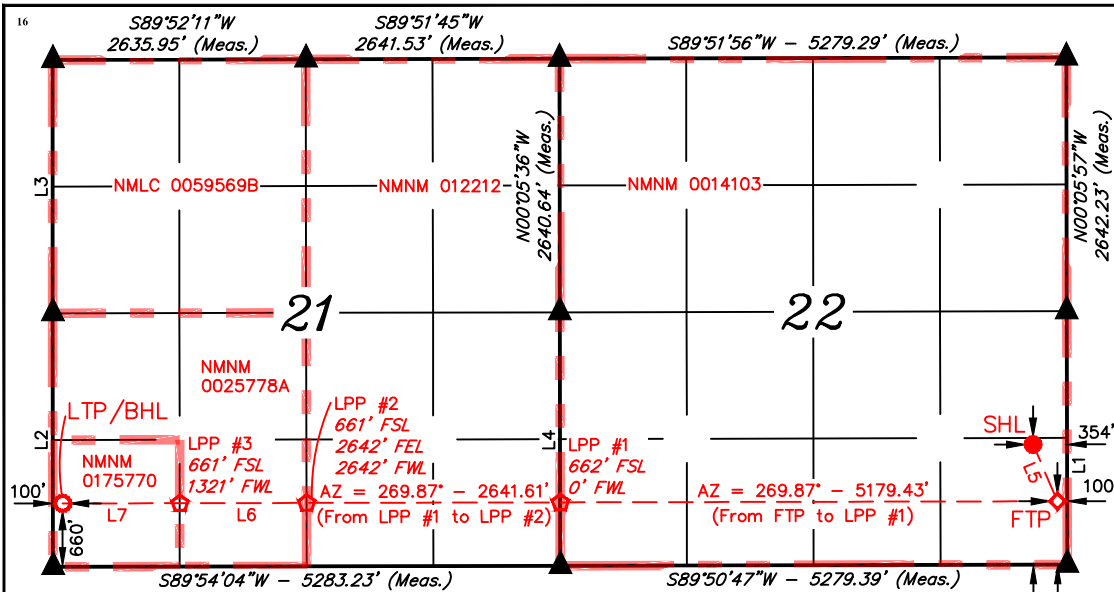 16
S89°52'11"W
2635.95' (Meas.)
S89°51'45"W
2641.53' (Meas.)
S89°51'56"W – 5279.29' (Meas.)
L3
NMLC 0059569B
NMNM 012212
N00°05'36"W
2640.64' (Meas.)
NMNM 0014103
N00°05'57"W
2642.23' (Meas.)
21
22
NMNM
0025778A
LTP/BHL
LPP #2
661' FSL
2642' FEL
2642' FWL
L2
LPP #3
661' FSL
1321' FWL
L4
LPP #1
662' FSL
0' FWL
SHL
354'
L1
L5
NMNM
0175770
100'
L7
L6
660'
AZ = 269.87° – 2641.61'
(From LPP #1 to LPP #2)
AZ = 269.87° – 5179.43'
(From FTP to LPP #1)
100'
FTP
S89°54'04"W – 5283.23' (Meas.)
S89°50'47"W – 5279.39' (Meas.)